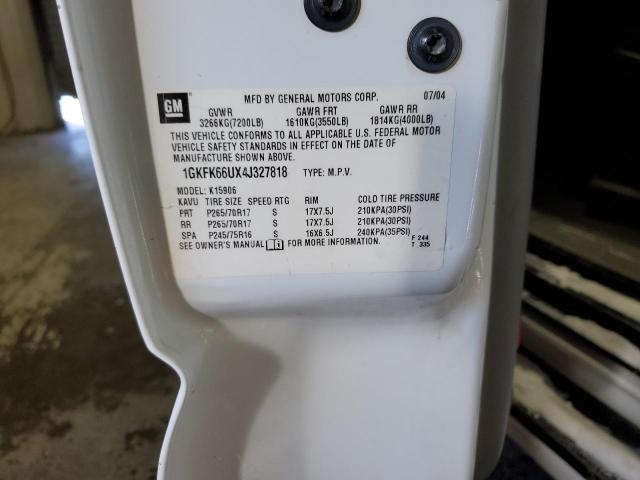 GM
MFD BY GENERAL MOTORS CORP. 07/04
GVWR GAWR FRT GAWR RR
3266KG(7200LB) 1610KG(3550LB) 1814KG(4000LB)
THIS VEHICLE CONFORMS TO ALL APPLICABLE U.S. FEDERAL MOTOR
VEHICLE SAFETY STANDARDS IN EFFECT ON THE DATE OF
MANUFACTURE SHOWN ABOVE.
1GKFK66UX4J327818 TYPE: M.P.V.
MODEL: K15906
KAVU TIRE SIZE SPEED RTG RIM COLD TIRE PRESSURE
PRT P265/70R17 S 17X7.5J 210KPA(30PSI)
RR P265/70R17 S 17X7.5J 210KPA(30PSI)
SPA P245/75R16 S 16X6.5J 240KPA(35PSI)
SEE OWNER'S MANUAL i FOR MORE INFORMATION. F 244
T 335